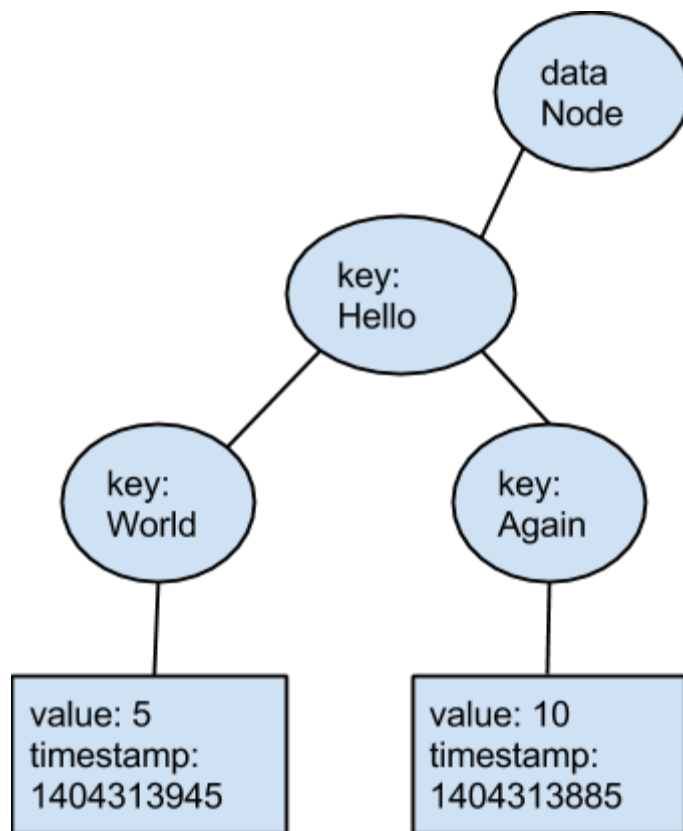 data
Node
key:
Hello
key:
World
key:
Again
value: 5
timestamp:
1404313945
value: 10
timestamp:
1404313885